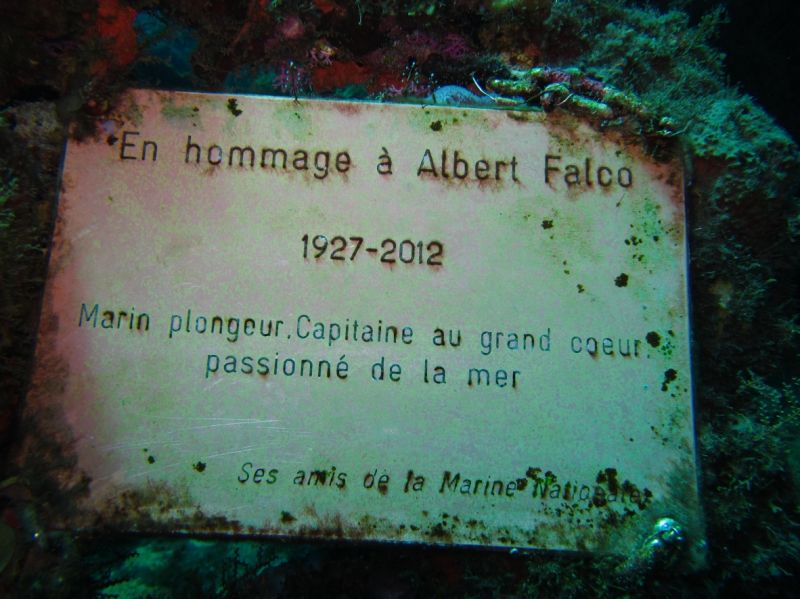 En hommage à Albert Falco
1927-2012
Marin plongeur, Capitaine au grand coeur,
passionné de la mer
Ses amis de la Marine Nationale